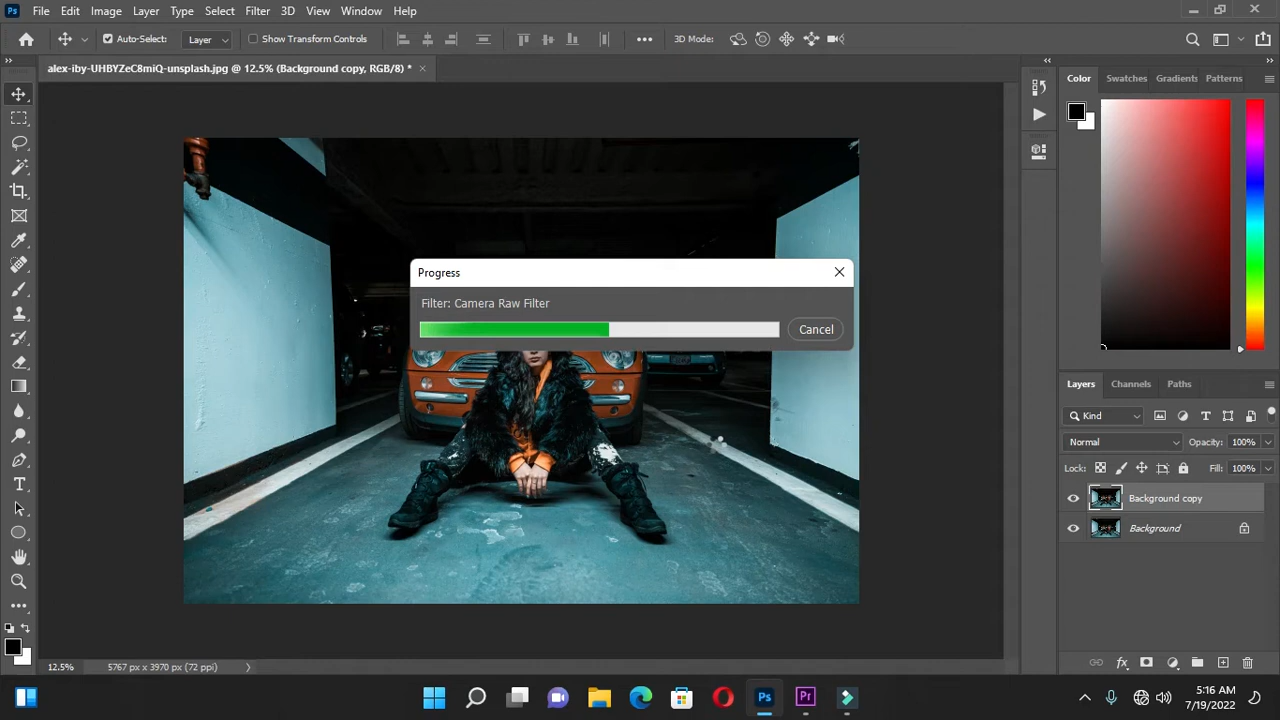 Ps File Edit Image Layer Type Select Filter 3D View Window Help
Auto-Select: Layer Show Transform Controls 3D Mode:
alex-iby-UHBYZeC8miQ-unsplash.jpg @ 12.5% (Background copy, RGB/8) *
Color Swatches Gradients Patterns
Progress
Filter: Camera Raw Filter
Cancel
Layers Channels Paths
Kind
Normal Opacity: 100%
Lock: Fill: 100%
Background copy
Background
12.5% 5767 px x 3970 px (72 ppi)
Ps Pr
5:16 AM
7/19/2022